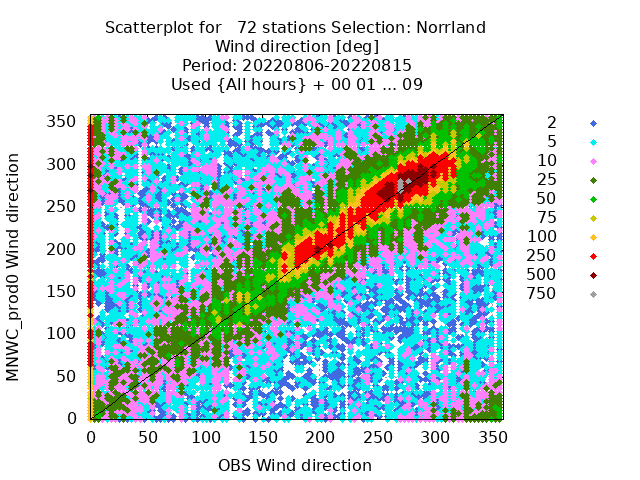 Scatterplot for   72 stations Selection: Norrland
Wind direction [deg]
Period: 20220806-20220815
Used {All hours} + 00 01 ... 09
MNWC_prod0 Wind direction
350
300
250
200
150
100
50
0
0 50 100 150 200 250 300 350
OBS Wind direction
2
5
10
25
50
75
100
250
500
750